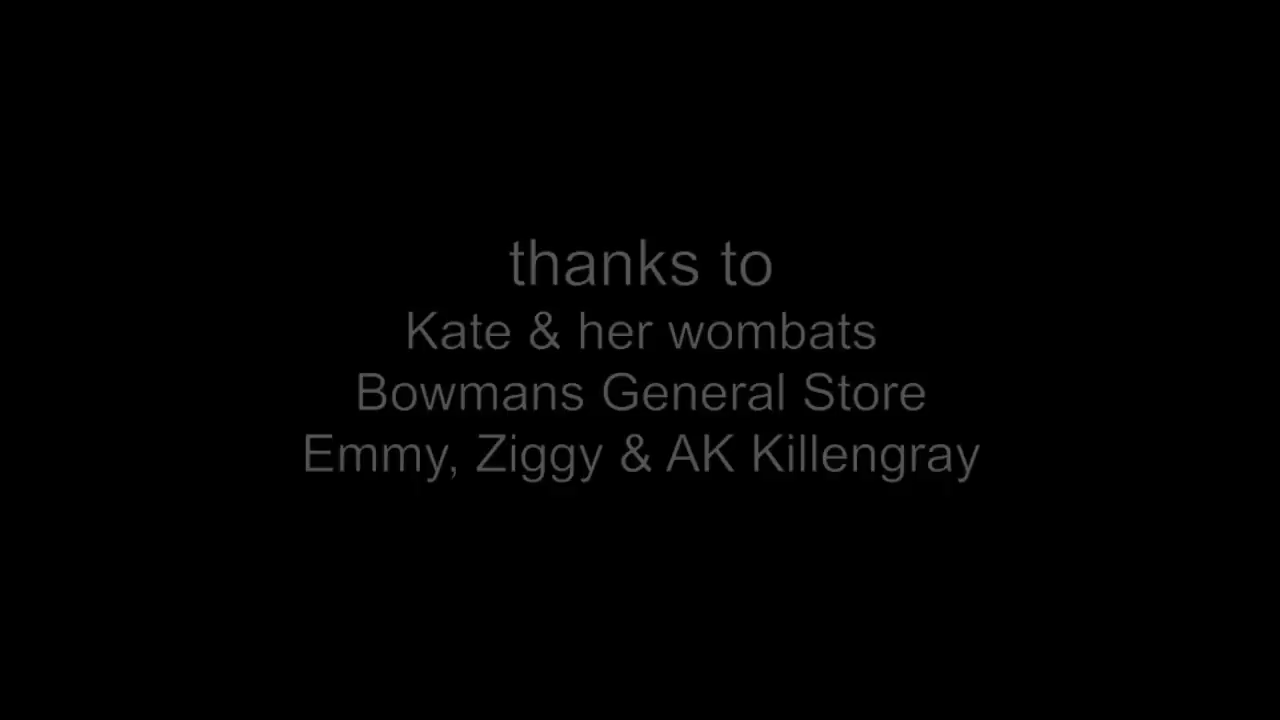 thanks to
Kate & her wombats
Bowmans General Store
Emmy, Ziggy & AK Killengray